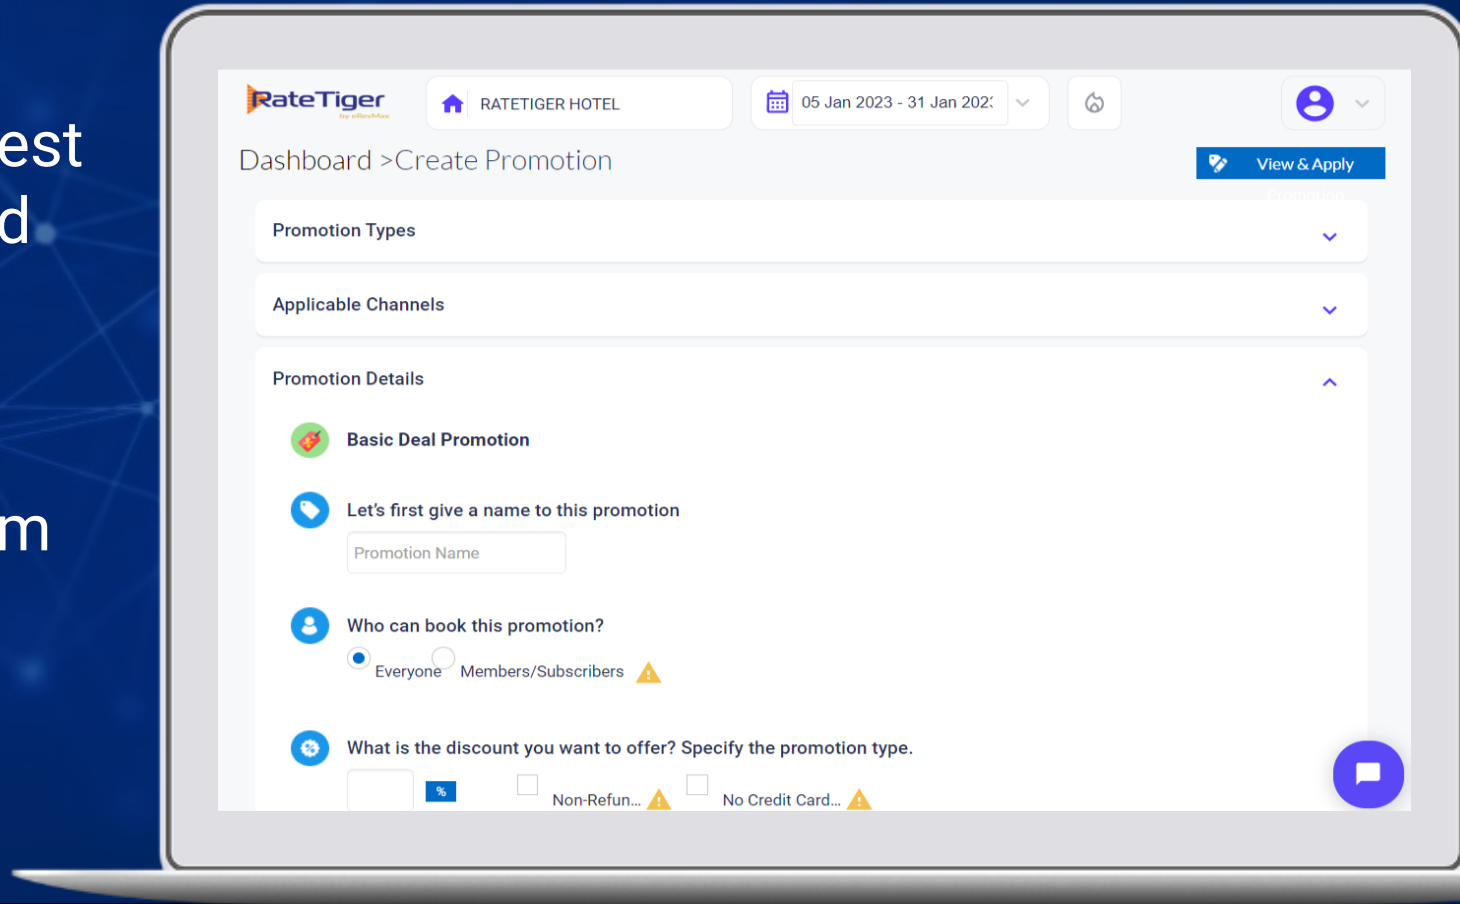 est
d
m
RateTiger
by eRevMax
RATETIGER HOTEL
05 Jan 2023 - 31 Jan 202
Dashboard >Create Promotion
View & Apply
Promotion
Promotion Types
Applicable Channels
Promotion Details
Basic Deal Promotion
Let's first give a name to this promotion
Promotion Name
Who can book this promotion?
Everyone Members/Subscribers
What is the discount you want to offer? Specify the promotion type.
% Non-Refun... No Credit Card...